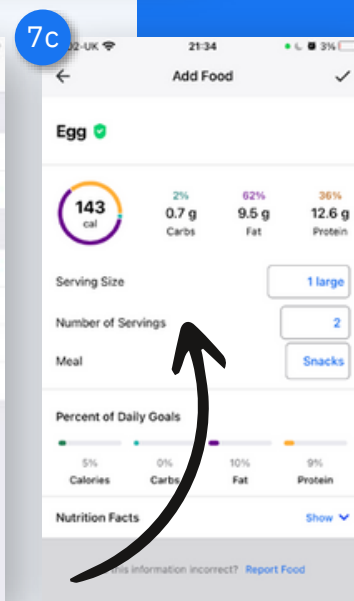 7c
02-UK 21:34 3%
Add Food
Egg
143
cal
2% 62% 36%
0.7 g 9.5 g 12.6 g
Carbs Fat Protein
Serving Size 1 large
Number of Servings 2
Meal Snacks
Percent of Daily Goals
5% 0% 10% 9%
Calories Carbs Fat Protein
Nutrition Facts Show
this information incorrect? Report Food